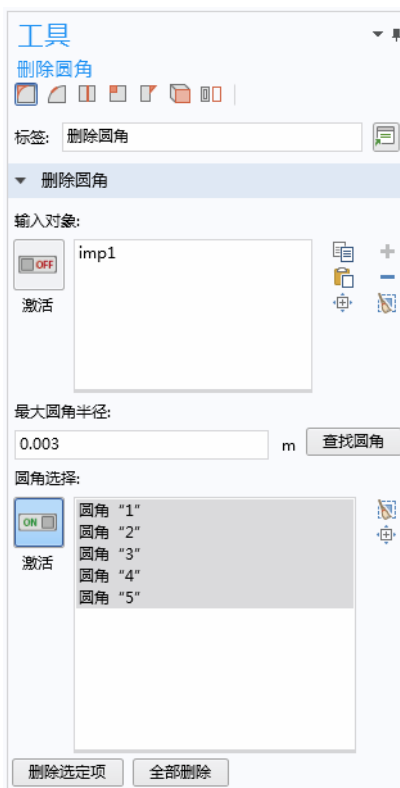 工具
删除圆角
标签: 删除圆角
删除圆角
输入对象:
OFF
imp1
激活
最大圆角半径:
0.003 m 查找圆角
圆角选择:
ON
圆角 "1"
圆角 "2"
圆角 "3"
圆角 "4"
圆角 "5"
激活
删除选定项 全部删除